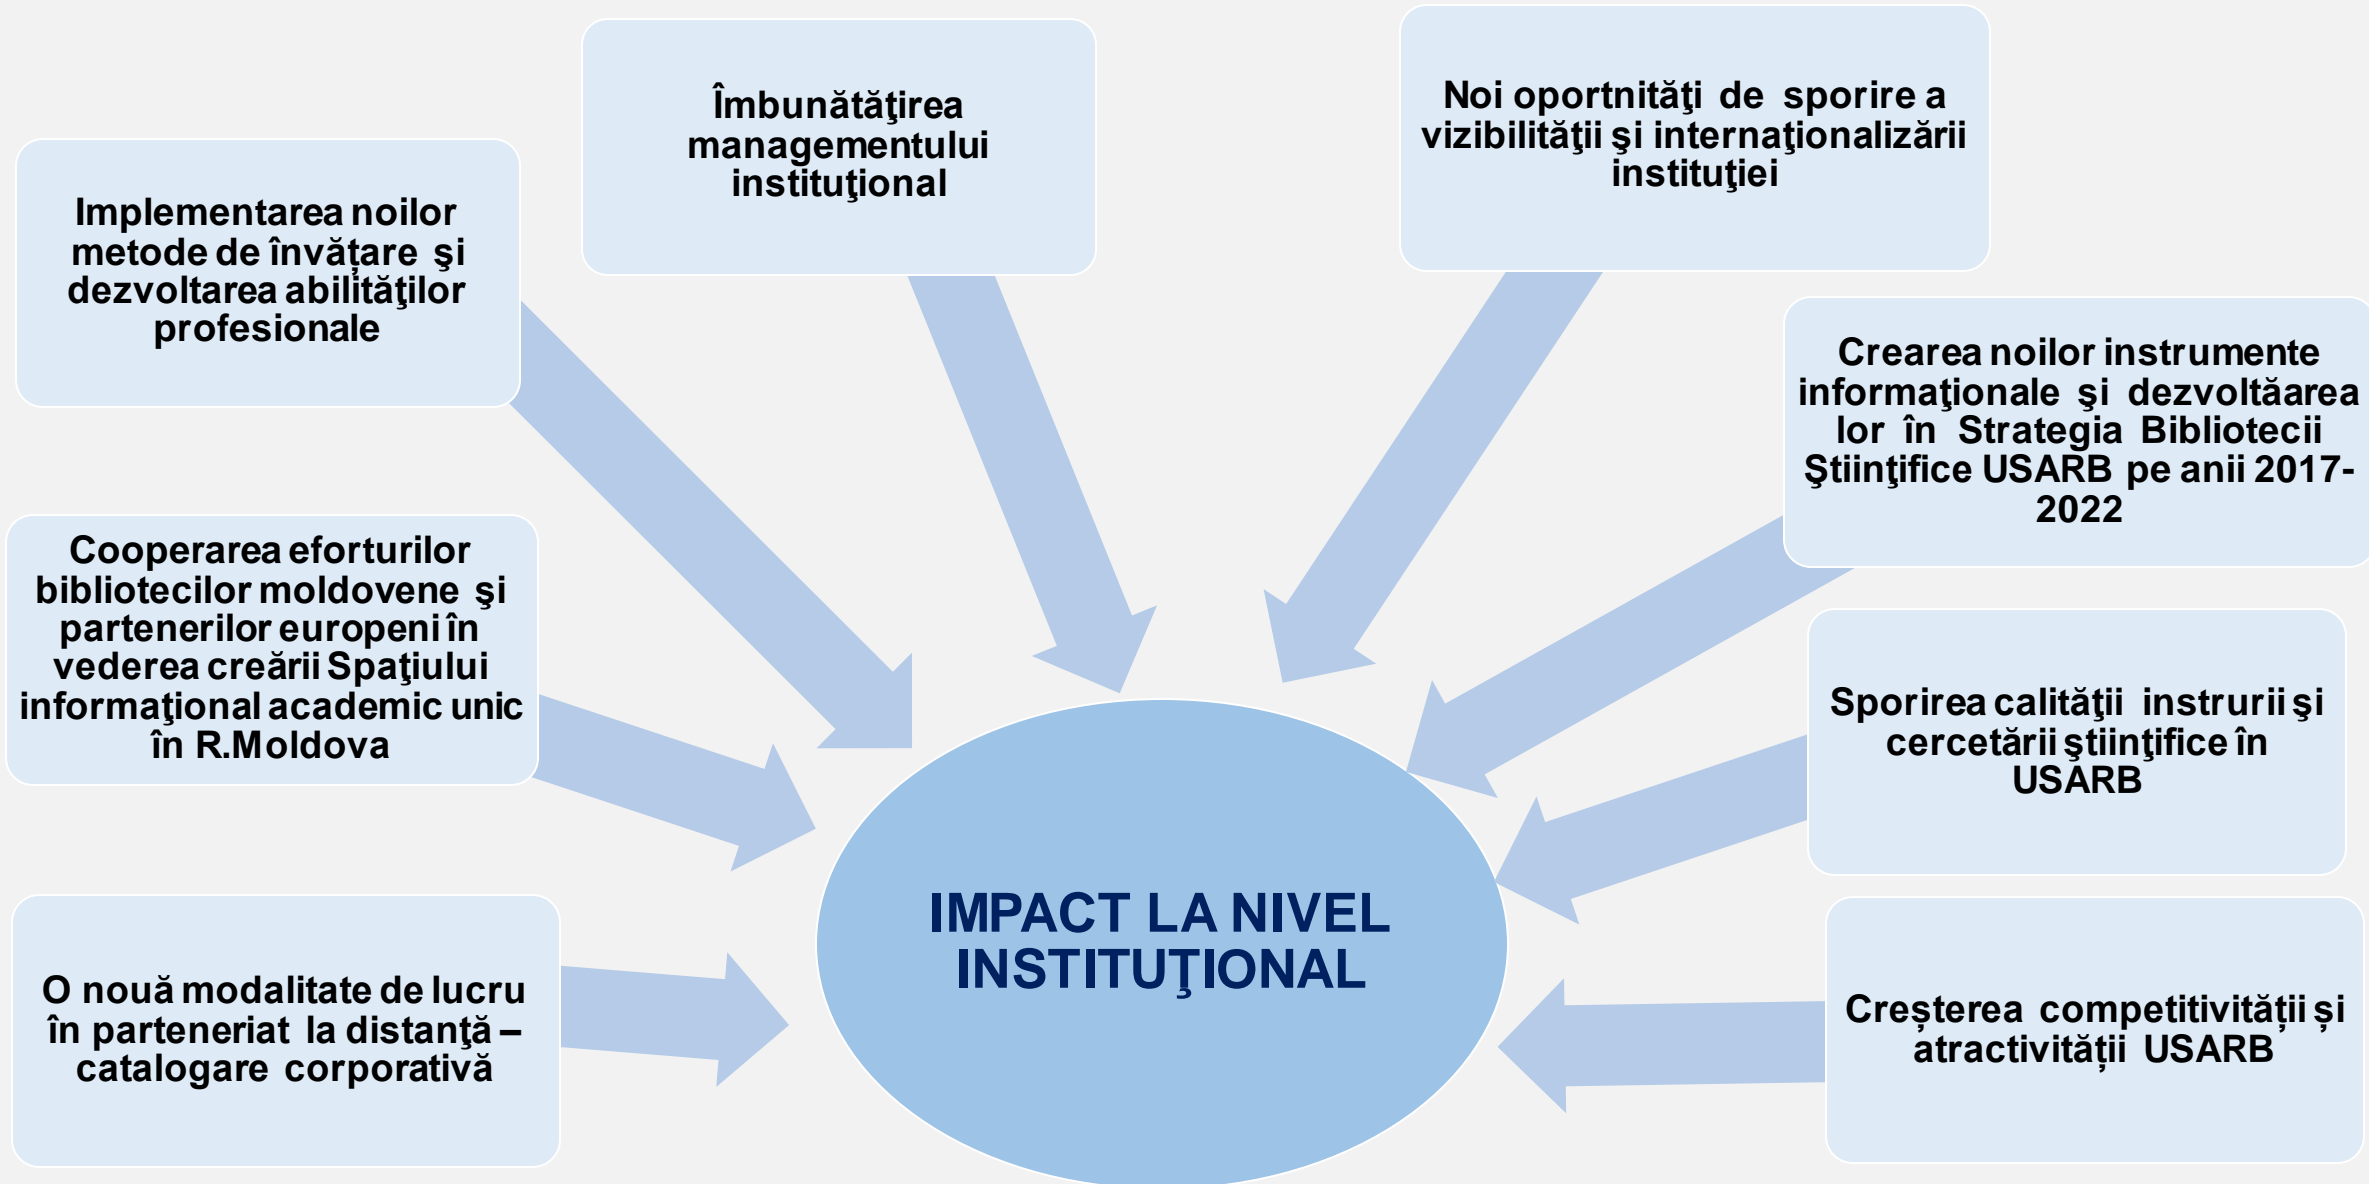 Îmbunătăţirea
managementului
instituţional
Noi oportnităţi de sporire a
vizibilităţii şi internaţionalizării
instituţiei
Implementarea noilor
metode de învățare şi
dezvoltarea abilităţilor
profesionale
Crearea noilor instrumente
informaţionale şi dezvoltăarea
lor în Strategia Bibliotecii
Ştiinţifice USARB pe anii 2017-
2022
Cooperarea eforturilor
bibliotecilor moldovene şi
partenerilor europeni în
vederea creării Spaţiului
informaţional academic unic
în R.Moldova
Sporirea calităţii instrurii şi
cercetării ştiinţifice în
USARB
IMPACT LA NIVEL
INSTITUŢIONAL
O nouă modalitate de lucru
în parteneriat la distanţă –
catalogare corporativă
Creșterea competitivității și
atractivității USARB